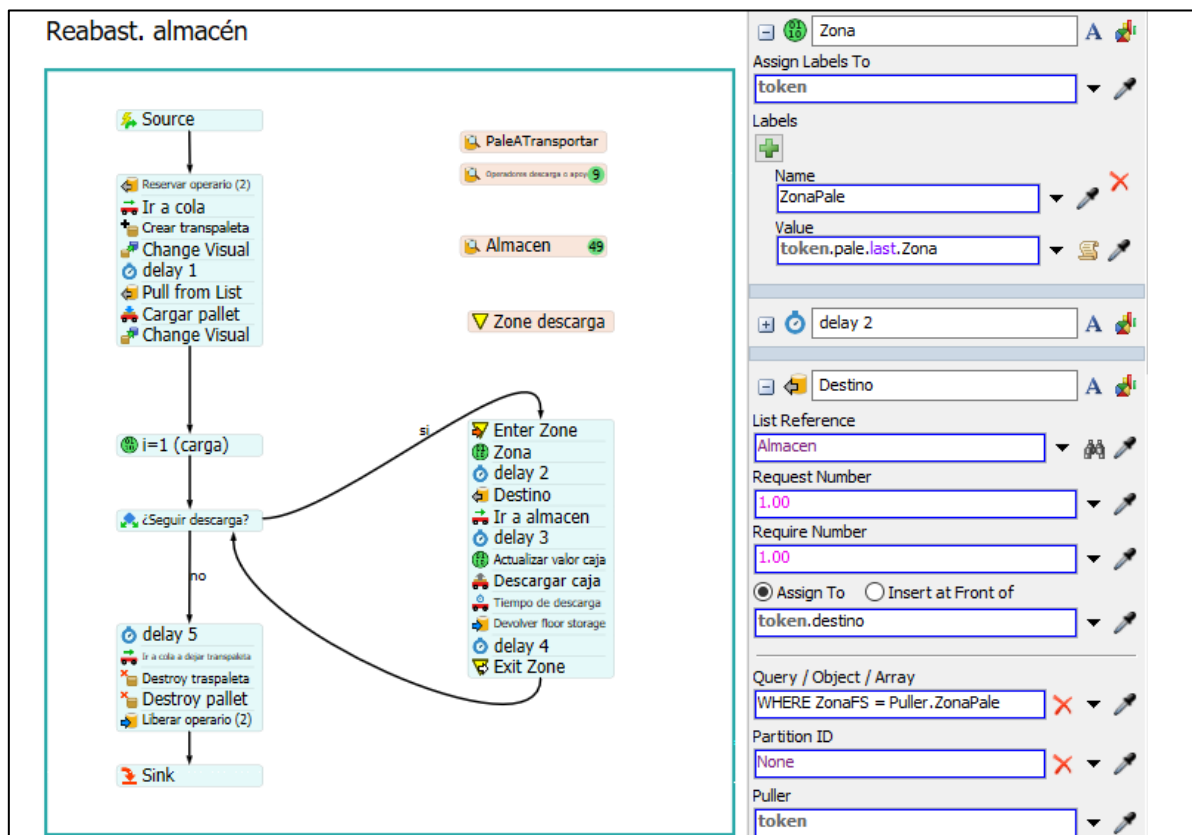 Reabast. almacén
Source
Reservar operario (2)
Ir a cola
Crear transpaleta
Change Visual
delay 1
Pull from List
Cargar pallet
Change Visual
i=1 (carga)
¿Seguir descarga?
si
no
delay 5
Ir a cola a dejar transpaleta
Destroy traspaleta
Destroy pallet
Liberar operario (2)
Sink
PaleATransportar
Operadores descarga o apoyo 9
Almacen 49
Zone descarga
Enter Zone
Zona
delay 2
Destino
Ir a almacen
delay 3
Actualizar valor caja
Descargar caja
Tiempo de descarga
Devolver floor storage
delay 4
Exit Zone
Zona
A
Assign Labels To
token
Labels
Name
ZonaPale
Value
token.pale.last.Zona
delay 2
A
Destino
A
List Reference
Almacen
Request Number
1.00
Require Number
1.00
Assign To Insert at Front of
token.destino
Query / Object / Array
WHERE ZonaFS = Puller.ZonaPale
Partition ID
None
Puller
token